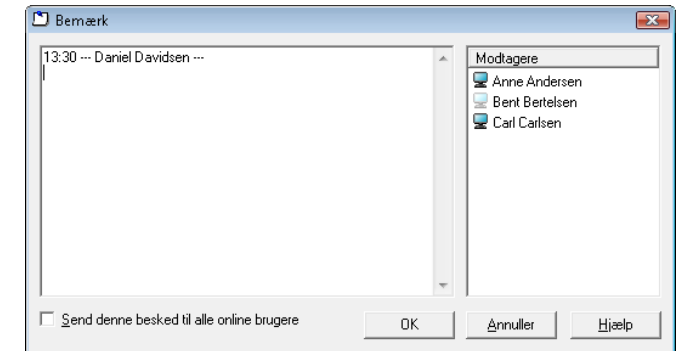 Bemærk
13:30 --- Daniel Davidsen ---
Modtagere
Anne Andersen
Bent Bertelsen
Carl Carlsen
Send denne besked til alle online brugere
OK
Annuller
Hjælp